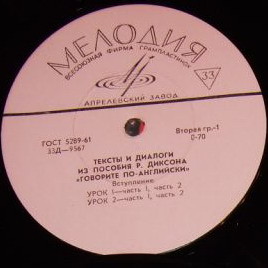 МЕЛОДИЯ
ВСЕСОЮЗНАЯ ФИРМА ГРАМПЛАСТИНОК
33
АПРЕЛЕВСКИЙ ЗАВОД
ГОСТ 5289-61
33Д-9567
Вторая гр.-1
0-70
ТЕКСТЫ И ДИАЛОГИ
ИЗ ПОСОБИЯ Р. ДИКСОНА
«ГОВОРИТЕ ПО-АНГЛИЙСКИ»
Вступление
УРОК 1—часть 1, часть 2
УРОК 2—часть 1, часть 2